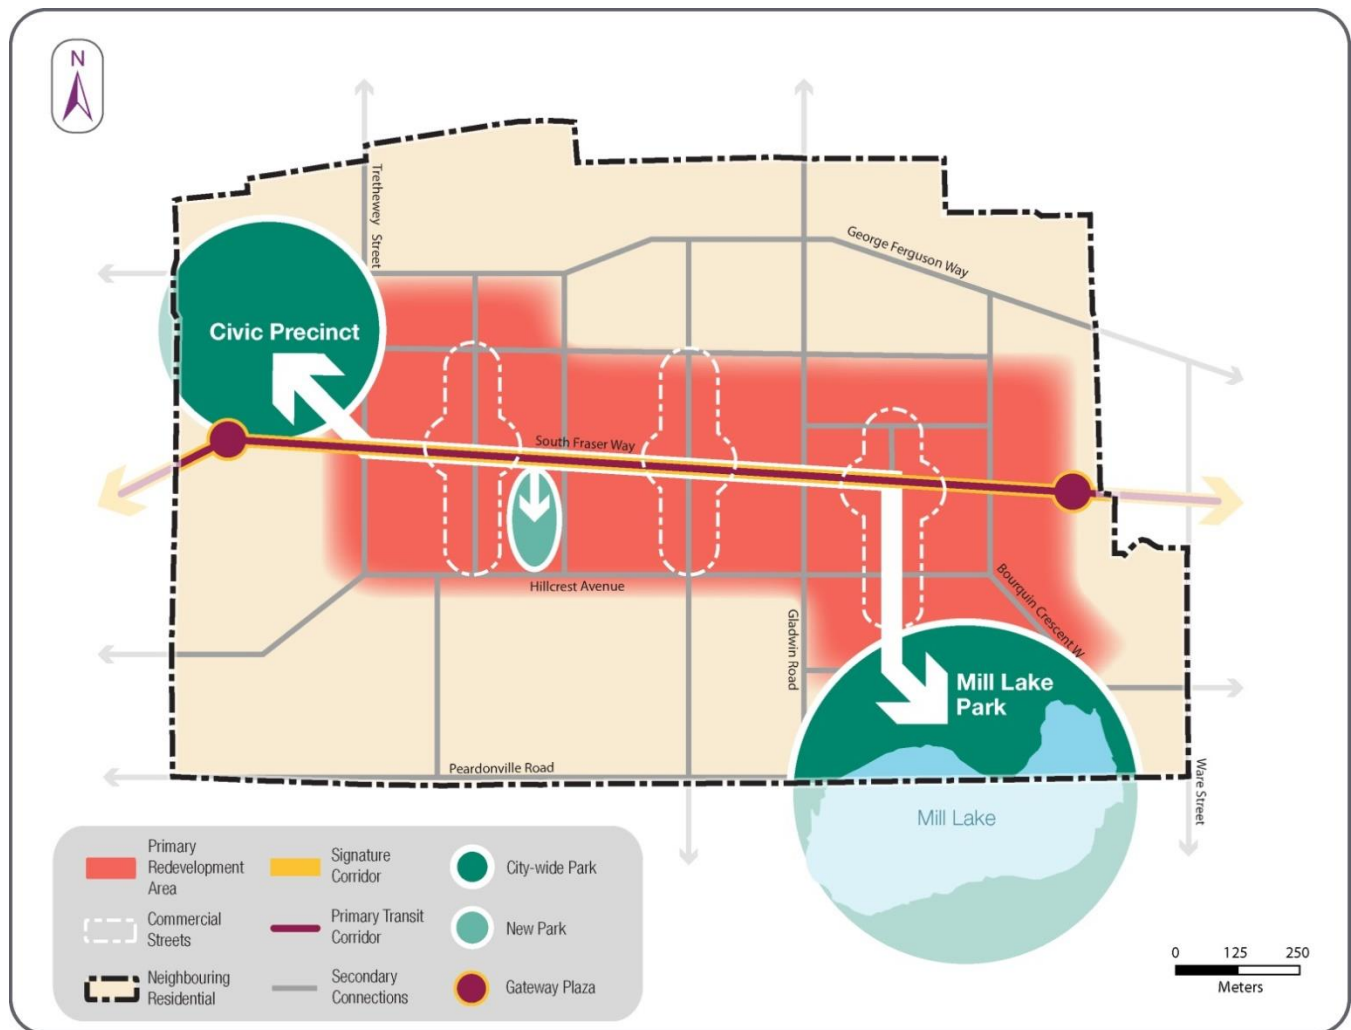 N
Trethewey Street
George Ferguson Way
Civic Precinct
South Fraser Way
Hillcrest Avenue
Bourquin Crescent W
Gladwin Road
Mill Lake
Park
Peardonville Road
Ware Street
Mill Lake
Primary
Redevelopment
Area
Signature
Corridor
City-wide Park
Commercial
Streets
Primary Transit
Corridor
New Park
Neighbouring
Residential
Secondary
Connections
Gateway Plaza
0 125 250
Meters